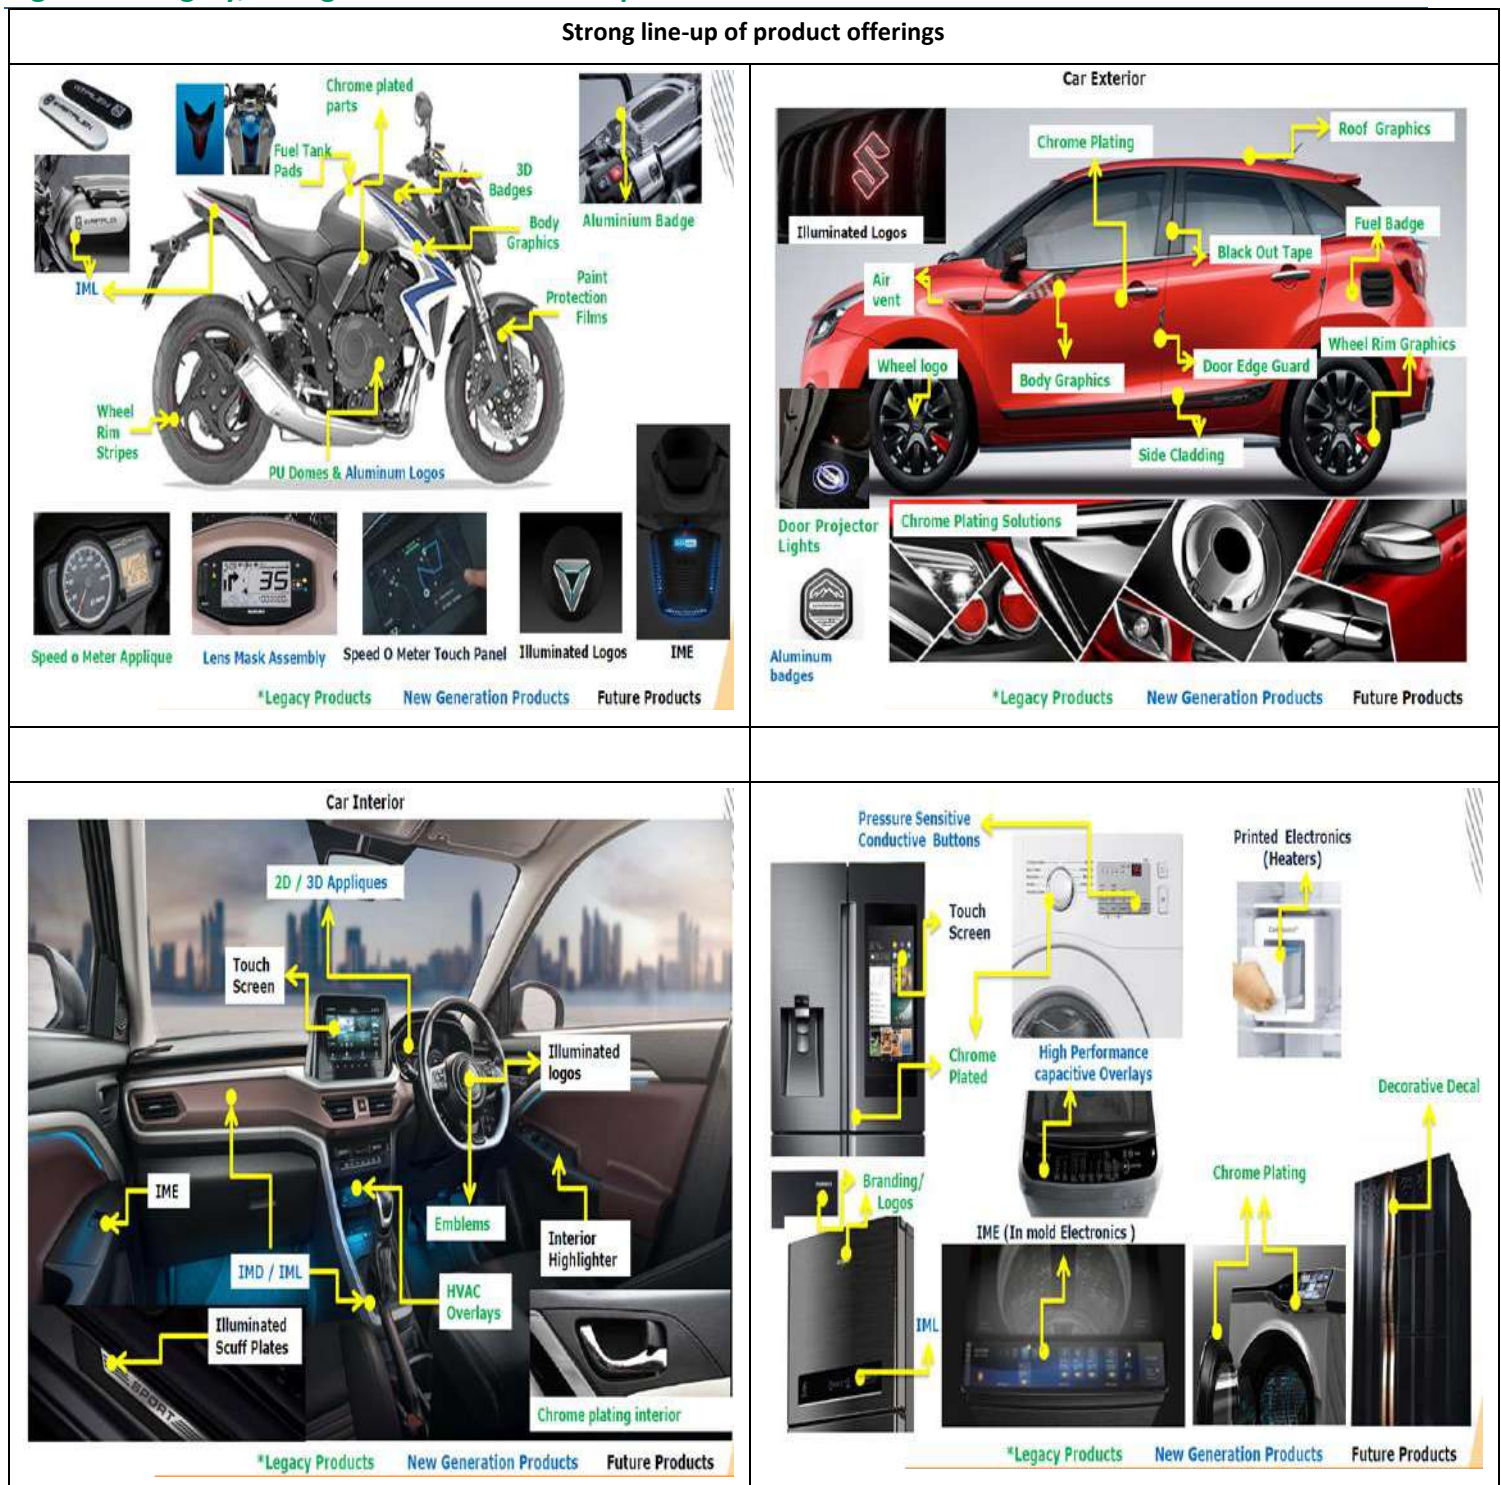 Strong line-up of product offerings
Chrome plated
parts
Fuel Tank
Pads
3D
Badges
Body
Graphics
Aluminium Badge
Paint
Protection
Films
IML
Wheel
Rim
Stripes
PU Domes & Aluminum Logos
35
Speed o Meter Applique
Lens Mask Assembly
Speed O Meter Touch Panel
Illuminated Logos
IME
*Legacy Products
New Generation Products
Future Products
Car Exterior
Roof Graphics
Chrome Plating
Illuminated Logos
Fuel Badge
Black Out Tape
Air
vent
Wheel Rim Graphics
Wheel logo
Body Graphics
Door Edge Guard
Side Cladding
Door Projector
Lights
Chrome Plating Solutions
Aluminum
badges
*Legacy Products
New Generation Products
Future Products
Car Interior
2D / 3D Appliques
Touch
Screen
Illuminated
logos
IME
Emblems
Interior
Highlighter
IMD / IML
HVAC
Overlays
Illuminated
Scuff Plates
SPORT
Chrome plating interior
*Legacy Products
New Generation Products
Future Products
Pressure Sensitive
Conductive Buttons
Printed Electronics
(Heaters)
Touch
Screen
Chrome
Plated
High Performance
capacitive Overlays
Decorative Decal
Branding/
Logos
Chrome Plating
IME (In mold Electronics )
IML
*Legacy Products
New Generation Products
Future Products